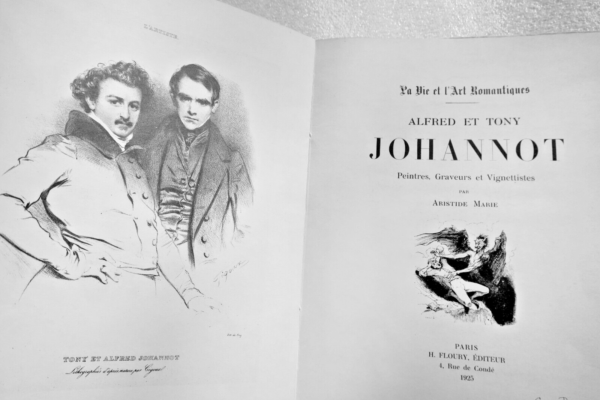 L'ARTISTE.
TONY ET ALFRED JOHANNOT
La Vie et l'Art Romantiques
ALFRED ET TONY
JOHANNOT
Peintres, Graveurs et Vignettistes
PAR
ARISTIDE MARIE
PARIS
H. FLOURY, ÉDITEUR
4, Rue de Condé
1925